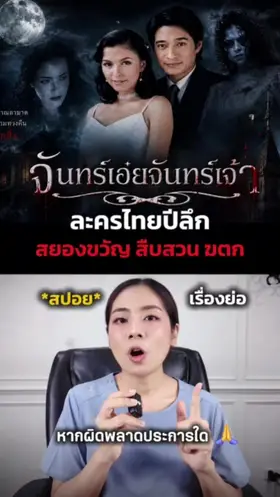 จันทร์เอ๋ยจันทร์เจ้า
ละครไทยปีลึก
สยองขวัญ สืบสวน ฆตก
*สปอย*
เรื่องย่อ
หากผิดพลาดประการใด 🙏